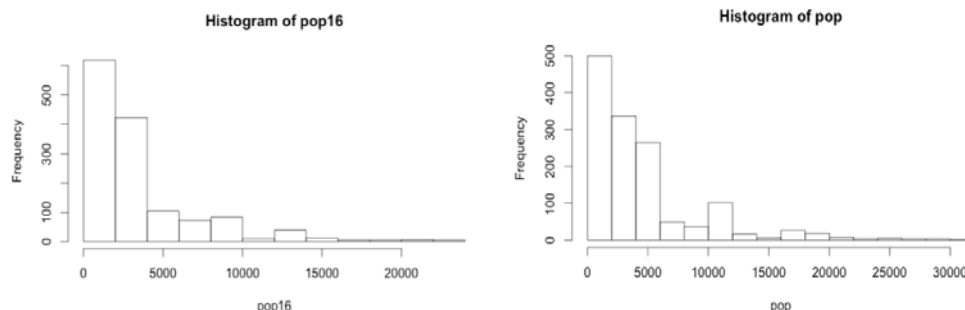 Histogram of pop16
Frequency
0
100
300
500
0 5000 10000 15000 20000
pop16
Histogram of pop
Frequency
0
100
200
300
400
500
0 5000 10000 15000 20000 25000 30000
pop